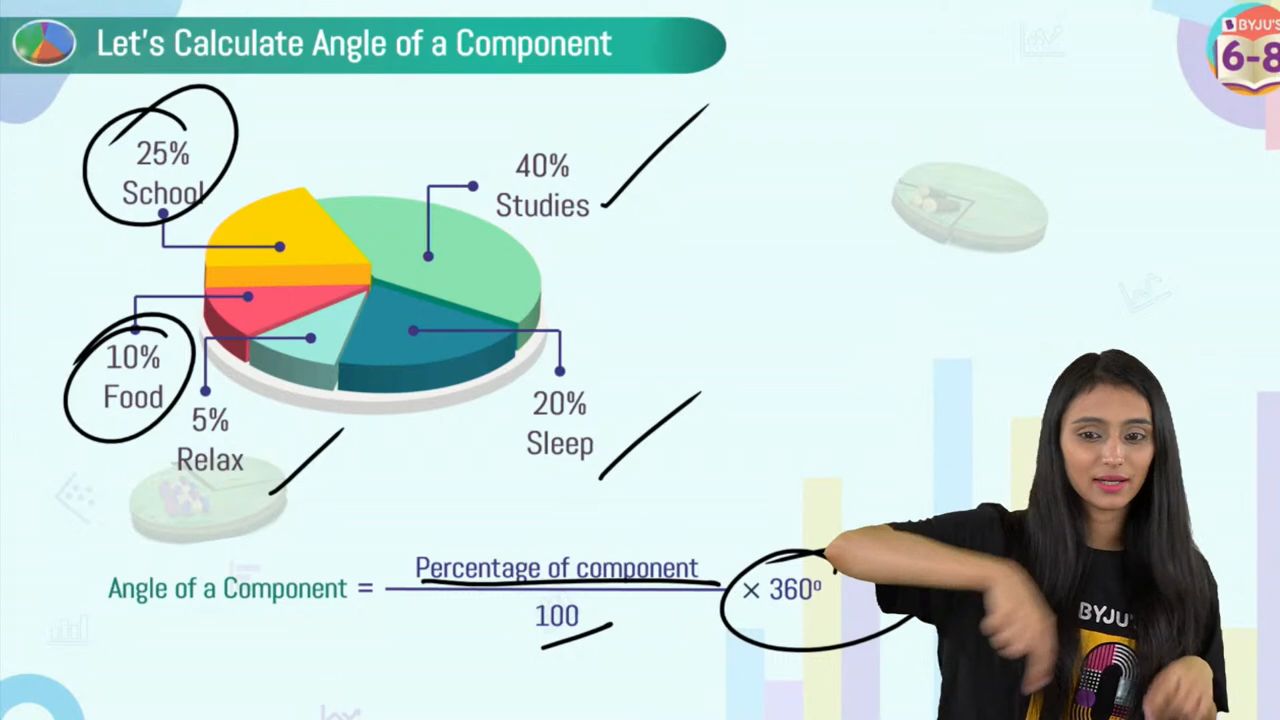 Let's Calculate Angle of a Component
BYJU'S
6-8
25%
School
40%
Studies
10%
Food
5%
Relax
20%
Sleep
Angle of a Component = Percentage of component
100
× 360⁰
BYJU'S